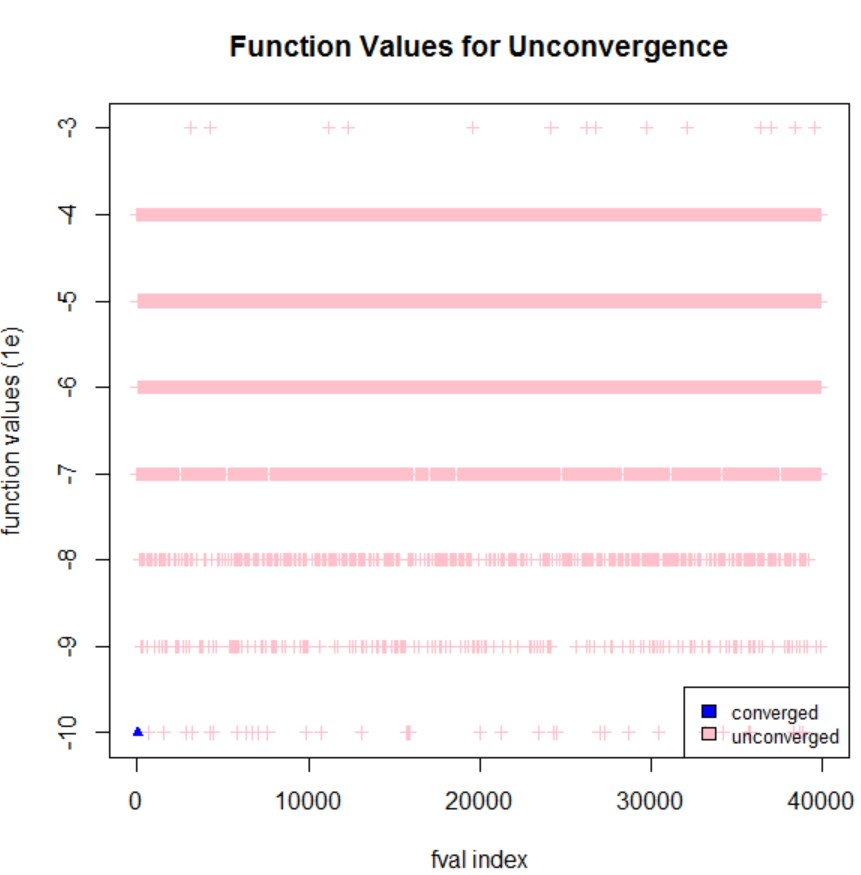 Function Values for Unconvergence
function values (1e)
-3
-4
-5
-6
-7
-8
-9
-10
converged
unconverged
0 10000 20000 30000 40000
fval index